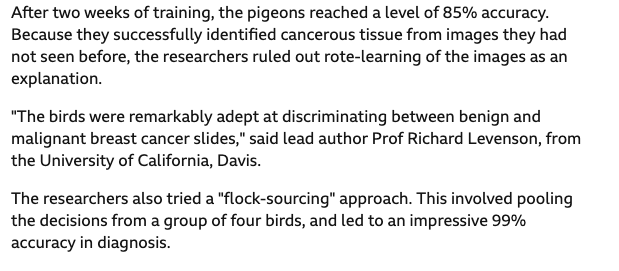 After two weeks of training, the pigeons reached a level of 85% accuracy.
Because they successfully identified cancerous tissue from images they had
not seen before, the researchers ruled out rote-learning of the images as an
explanation.
"The birds were remarkably adept at discriminating between benign and
malignant breast cancer slides," said lead author Prof Richard Levenson, from
the University of California, Davis.
The researchers also tried a "flock-sourcing" approach. This involved pooling
the decisions from a group of four birds, and led to an impressive 99%
accuracy in diagnosis.